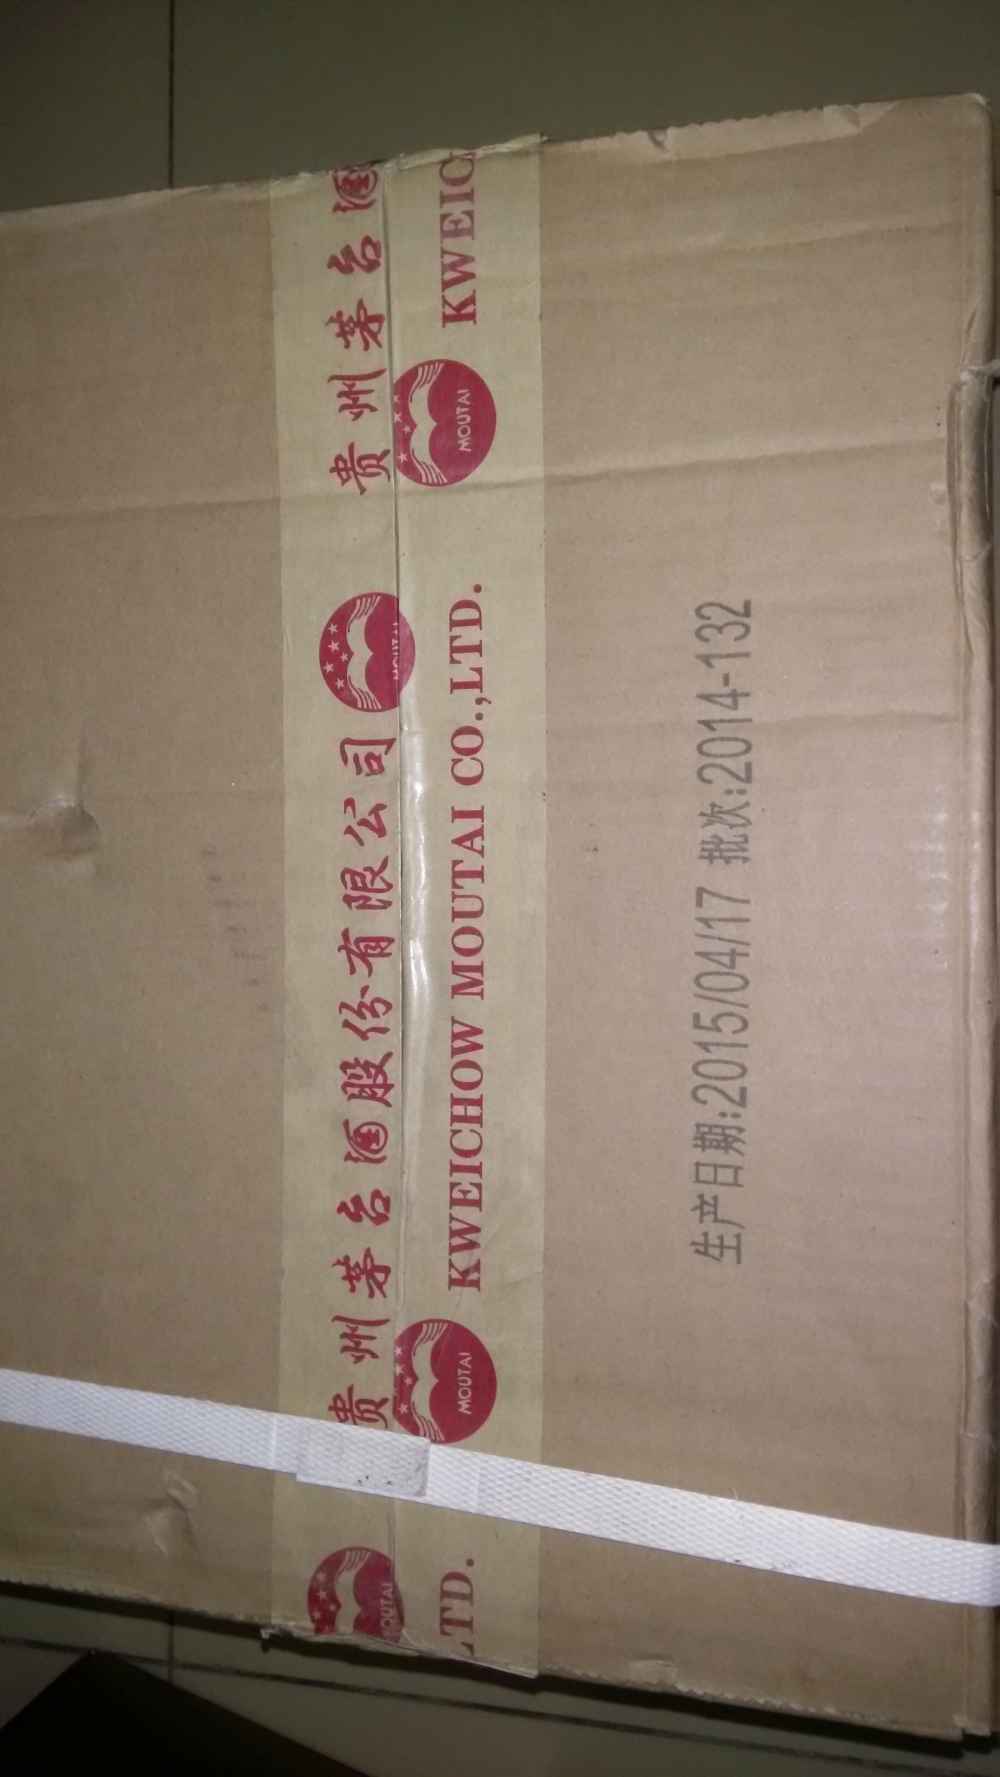 贵州茅台酒股份有限公司 MOUTAI 贵州茅台酒
MOUTAI KWEICHOW MOUTAI CO.,LTD. MOUTAI KWEIC
MOUTAI
LTD.
生产日期:2015/04/17 批次:2014-132